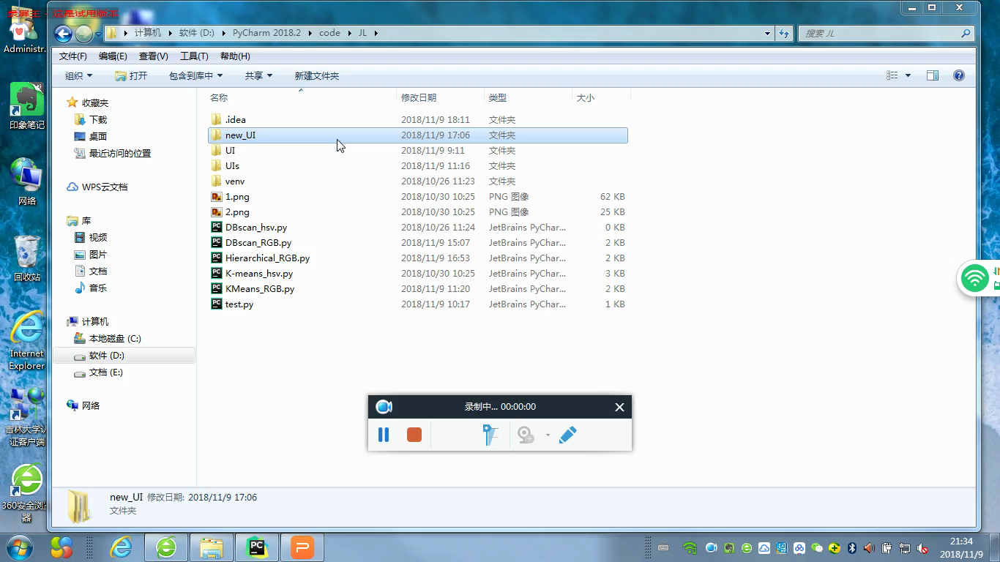 录屏王 - 这是试用版本
Administr...
印象笔记
网络
回收站
Internet
Explorer
吉林大学认
证客户端
360安全浏览
器
计算机 软件 (D:) PyCharm 2018.2 code JL
搜索 JL
文件(F) 编辑(E) 查看(V) 工具(T) 帮助(H)
组织 打开 包含到库中 共享 新建文件夹
收藏夹
下载
桌面
最近访问的位置
WPS云文档
库
视频
图片
文档
音乐
计算机
本地磁盘 (C:)
软件 (D:)
文档 (E:)
网络
名称 修改日期 类型 大小
.idea 2018/11/9 18:11 文件夹
new_UI 2018/11/9 17:06 文件夹
UI 2018/11/9 9:11 文件夹
UIs 2018/11/9 11:16 文件夹
venv 2018/10/26 11:23 文件夹
1.png 2018/10/30 10:25 PNG 图像 62 KB
2.png 2018/10/30 10:25 PNG 图像 25 KB
DBscan_hsv.py 2018/10/26 11:24 JetBrains PyChar... 0 KB
DBscan_RGB.py 2018/11/9 15:07 JetBrains PyChar... 2 KB
Hierarchical_RGB.py 2018/11/9 16:53 JetBrains PyChar... 2 KB
K-means_hsv.py 2018/10/30 10:25 JetBrains PyChar... 3 KB
KMeans_RGB.py 2018/11/9 11:20 JetBrains PyChar... 2 KB
test.py 2018/11/9 10:17 JetBrains PyChar... 1 KB
录制中... 00:00:00
new_UI 修改日期: 2018/11/9 17:06
文件夹
21:34
2018/11/9